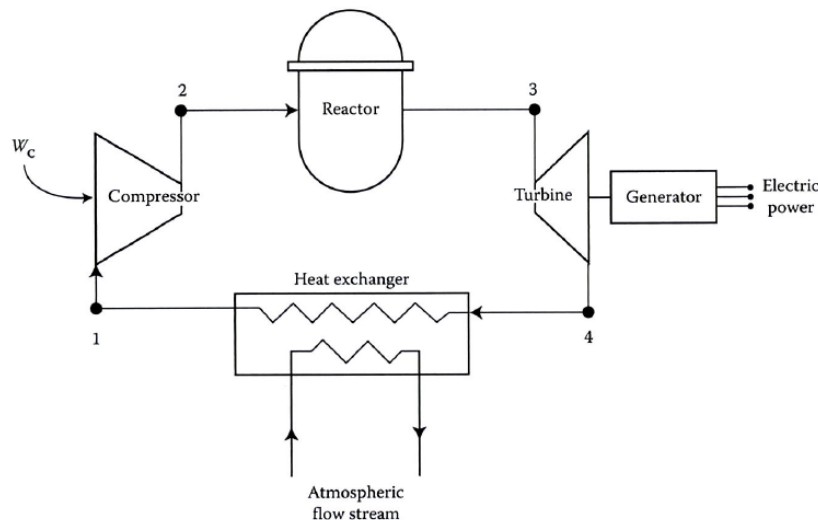 2
3
Reactor
W_c
Compressor
Turbine
Generator
Electric
power
Heat exchanger
1
4
Atmospheric
flow stream